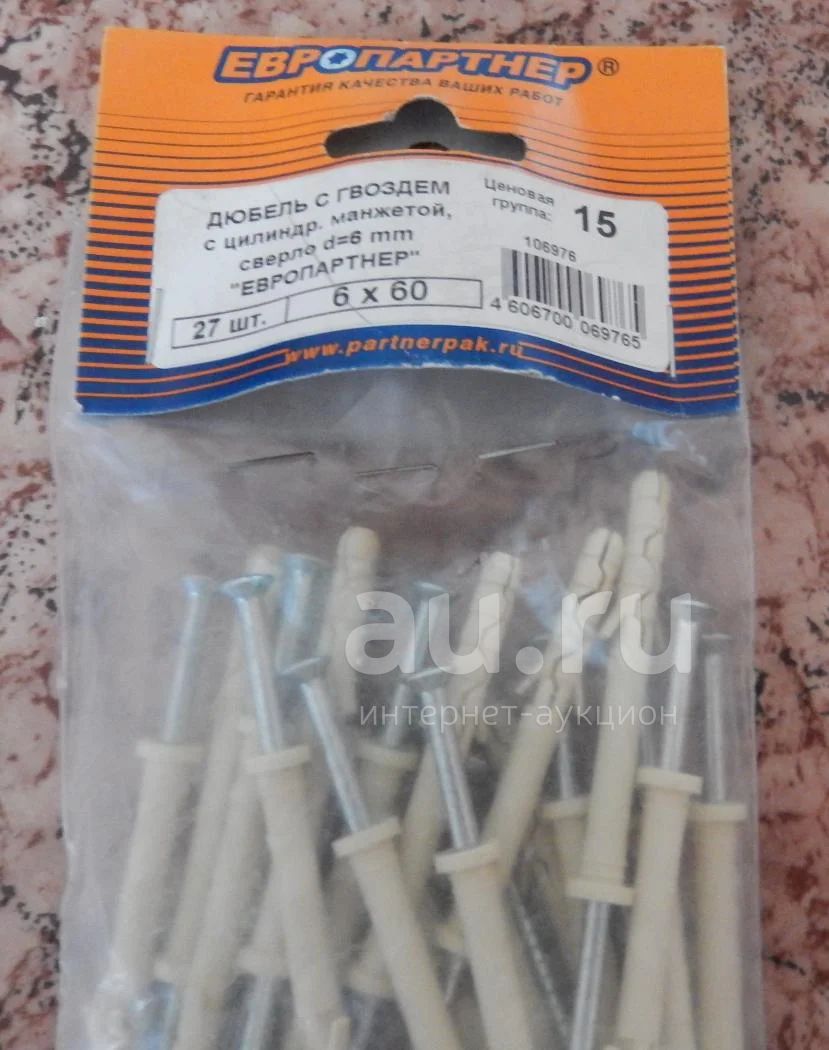 ЕВРОПАРТНЕР®
ГАРАНТИЯ КАЧЕСТВА ВАШИХ РАБОТ
ДЮБЕЛЬ С ГВОЗДЕМ
с цилиндр. манжетой,
сверло d=6 mm
"ЕВРОПАРТНЕР"
27 шт.
6 x 60
Ценовая
группа:
15
106976
4 606700 069765
www.partnerpak.ru
au.ru
интернет-аукцион